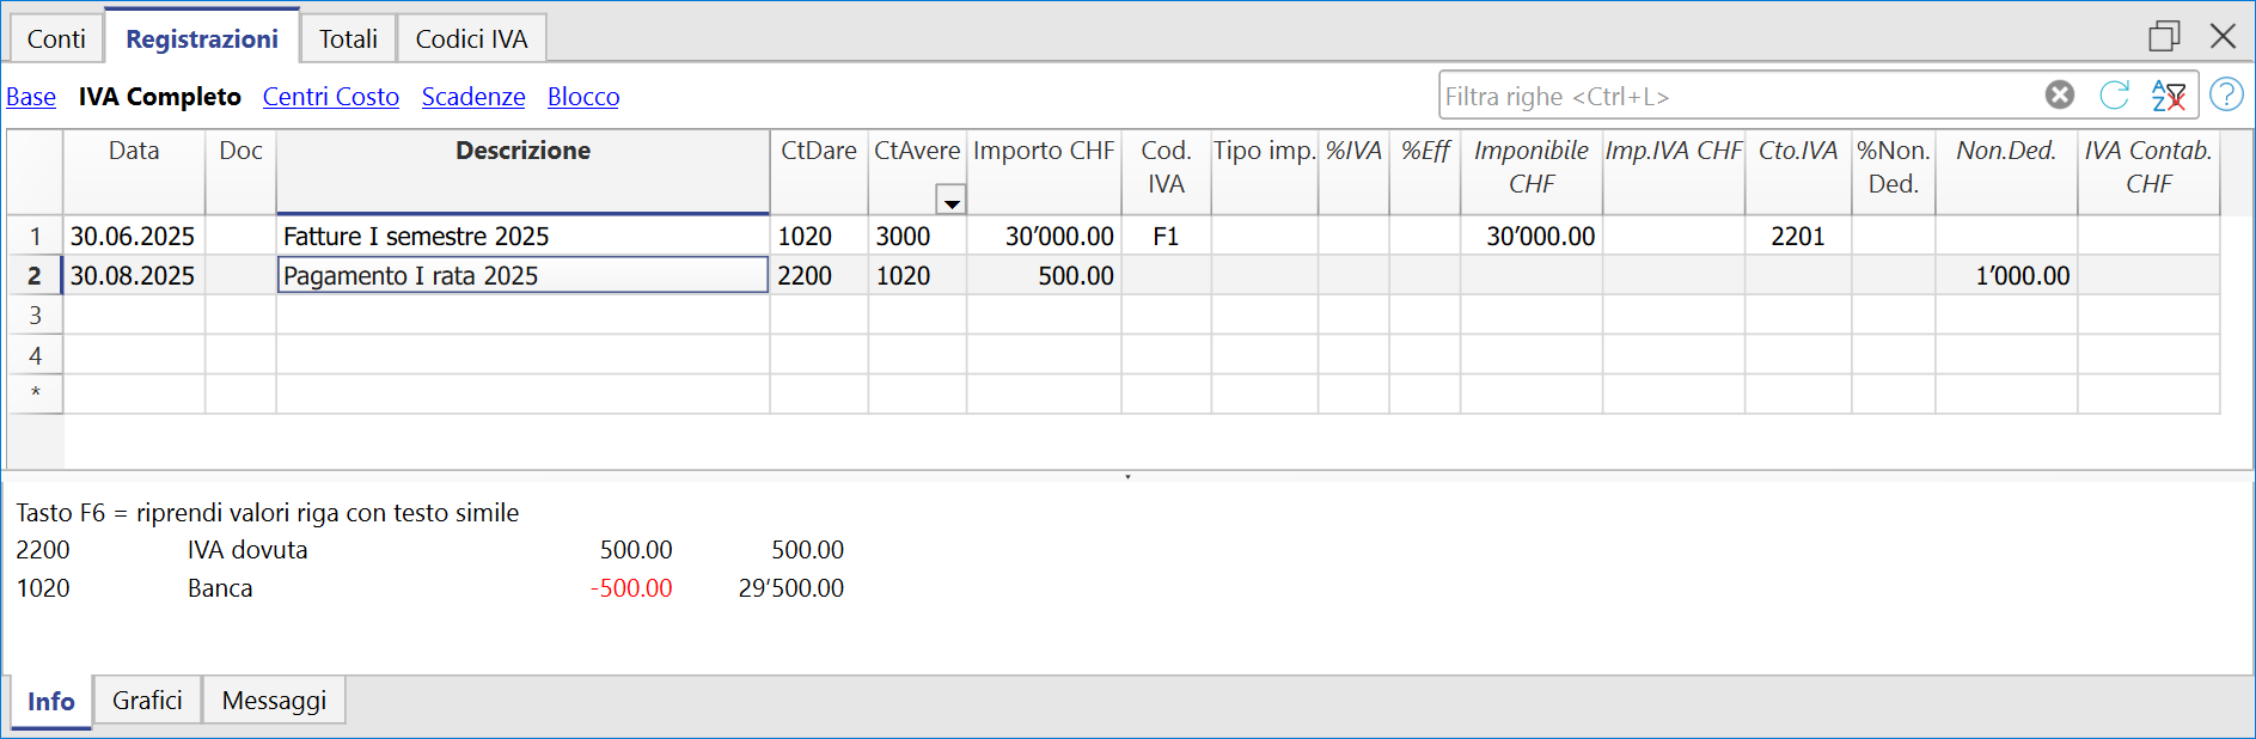 Conti Registrazioni Totali Codici IVA
Base IVA Completo Centri Costo Scadenze Blocco Filtra righe <Ctrl+L>
Data Doc Descrizione CtDare CtAvere Importo CHF Cod. IVA Tipo imp. %IVA %Eff Imponibile CHF Imp.IVA CHF Cto.IVA %Non. Ded. Non.Ded. IVA Contab. CHF
1 30.06.2025 Fatture I semestre 2025 1020 3000 30’000.00 F1 30’000.00 2201
2 30.08.2025 Pagamento I rata 2025 2200 1020 500.00 1’000.00
3
4
*
Tasto F6 = riprendi valori riga con testo simile
2200 IVA dovuta 500.00 500.00
1020 Banca -500.00 29’500.00
Info Grafici Messaggi